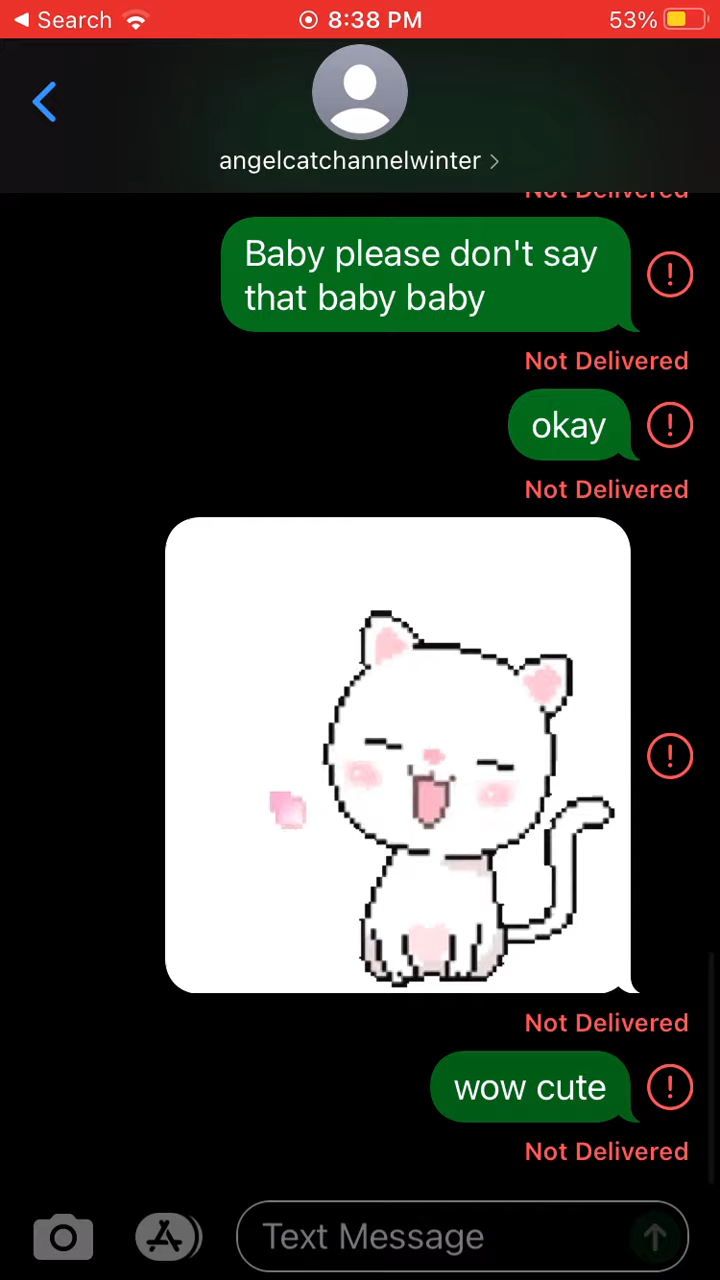 Search
8:38 PM
53%
angelcatchannelwinter
Not Delivered
Baby please don't say
that baby baby
Not Delivered
okay
Not Delivered
Not Delivered
wow cute
Not Delivered
Text Message